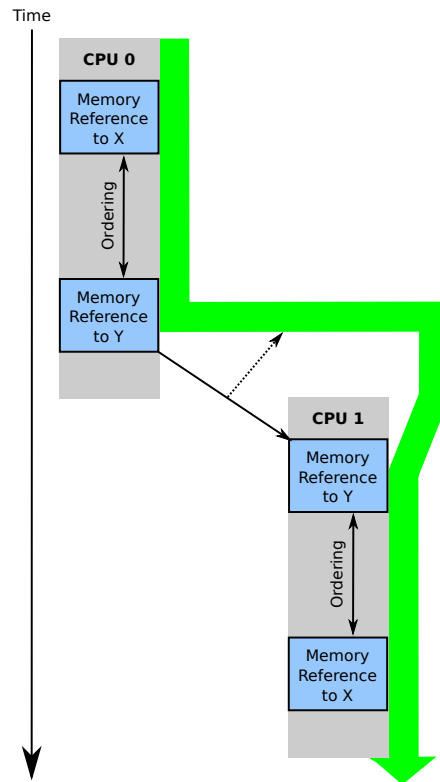 Time
CPU 0
Memory
Reference
to X
Ordering
Memory
Reference
to Y
CPU 1
Memory
Reference
to Y
Ordering
Memory
Reference
to X